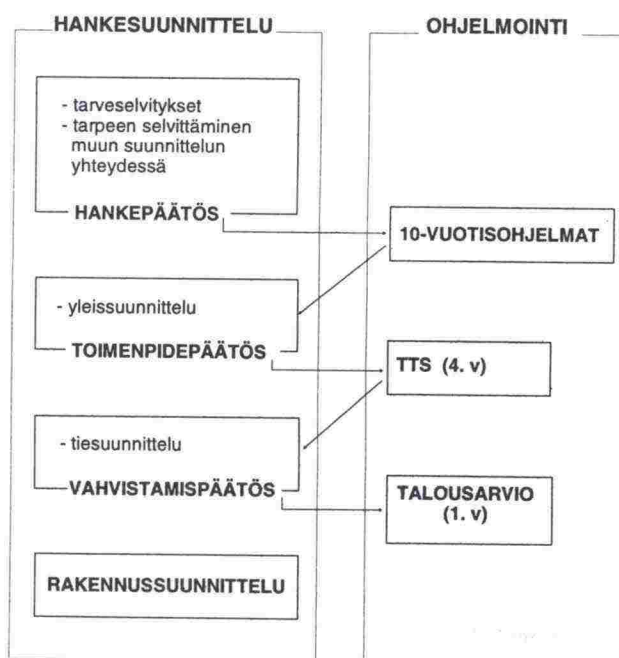 HANKESUUNNITTELU
- tarveselvitykset
- tarpeen selvittäminen
muun suunnittelun
yhteydessä
HANKEPÄÄTÖS
- yleissuunnittelu
TOIMENPIDEPÄÄTÖS
- tiesuunnittelu
VAHVISTAMISPÄÄTÖS
RAKENNUSSUUNNITTELU
OHJELMOINTI
10-VUOTISOHJELMAT
TTS (4. v)
TALOUSARVIO
(1. v)